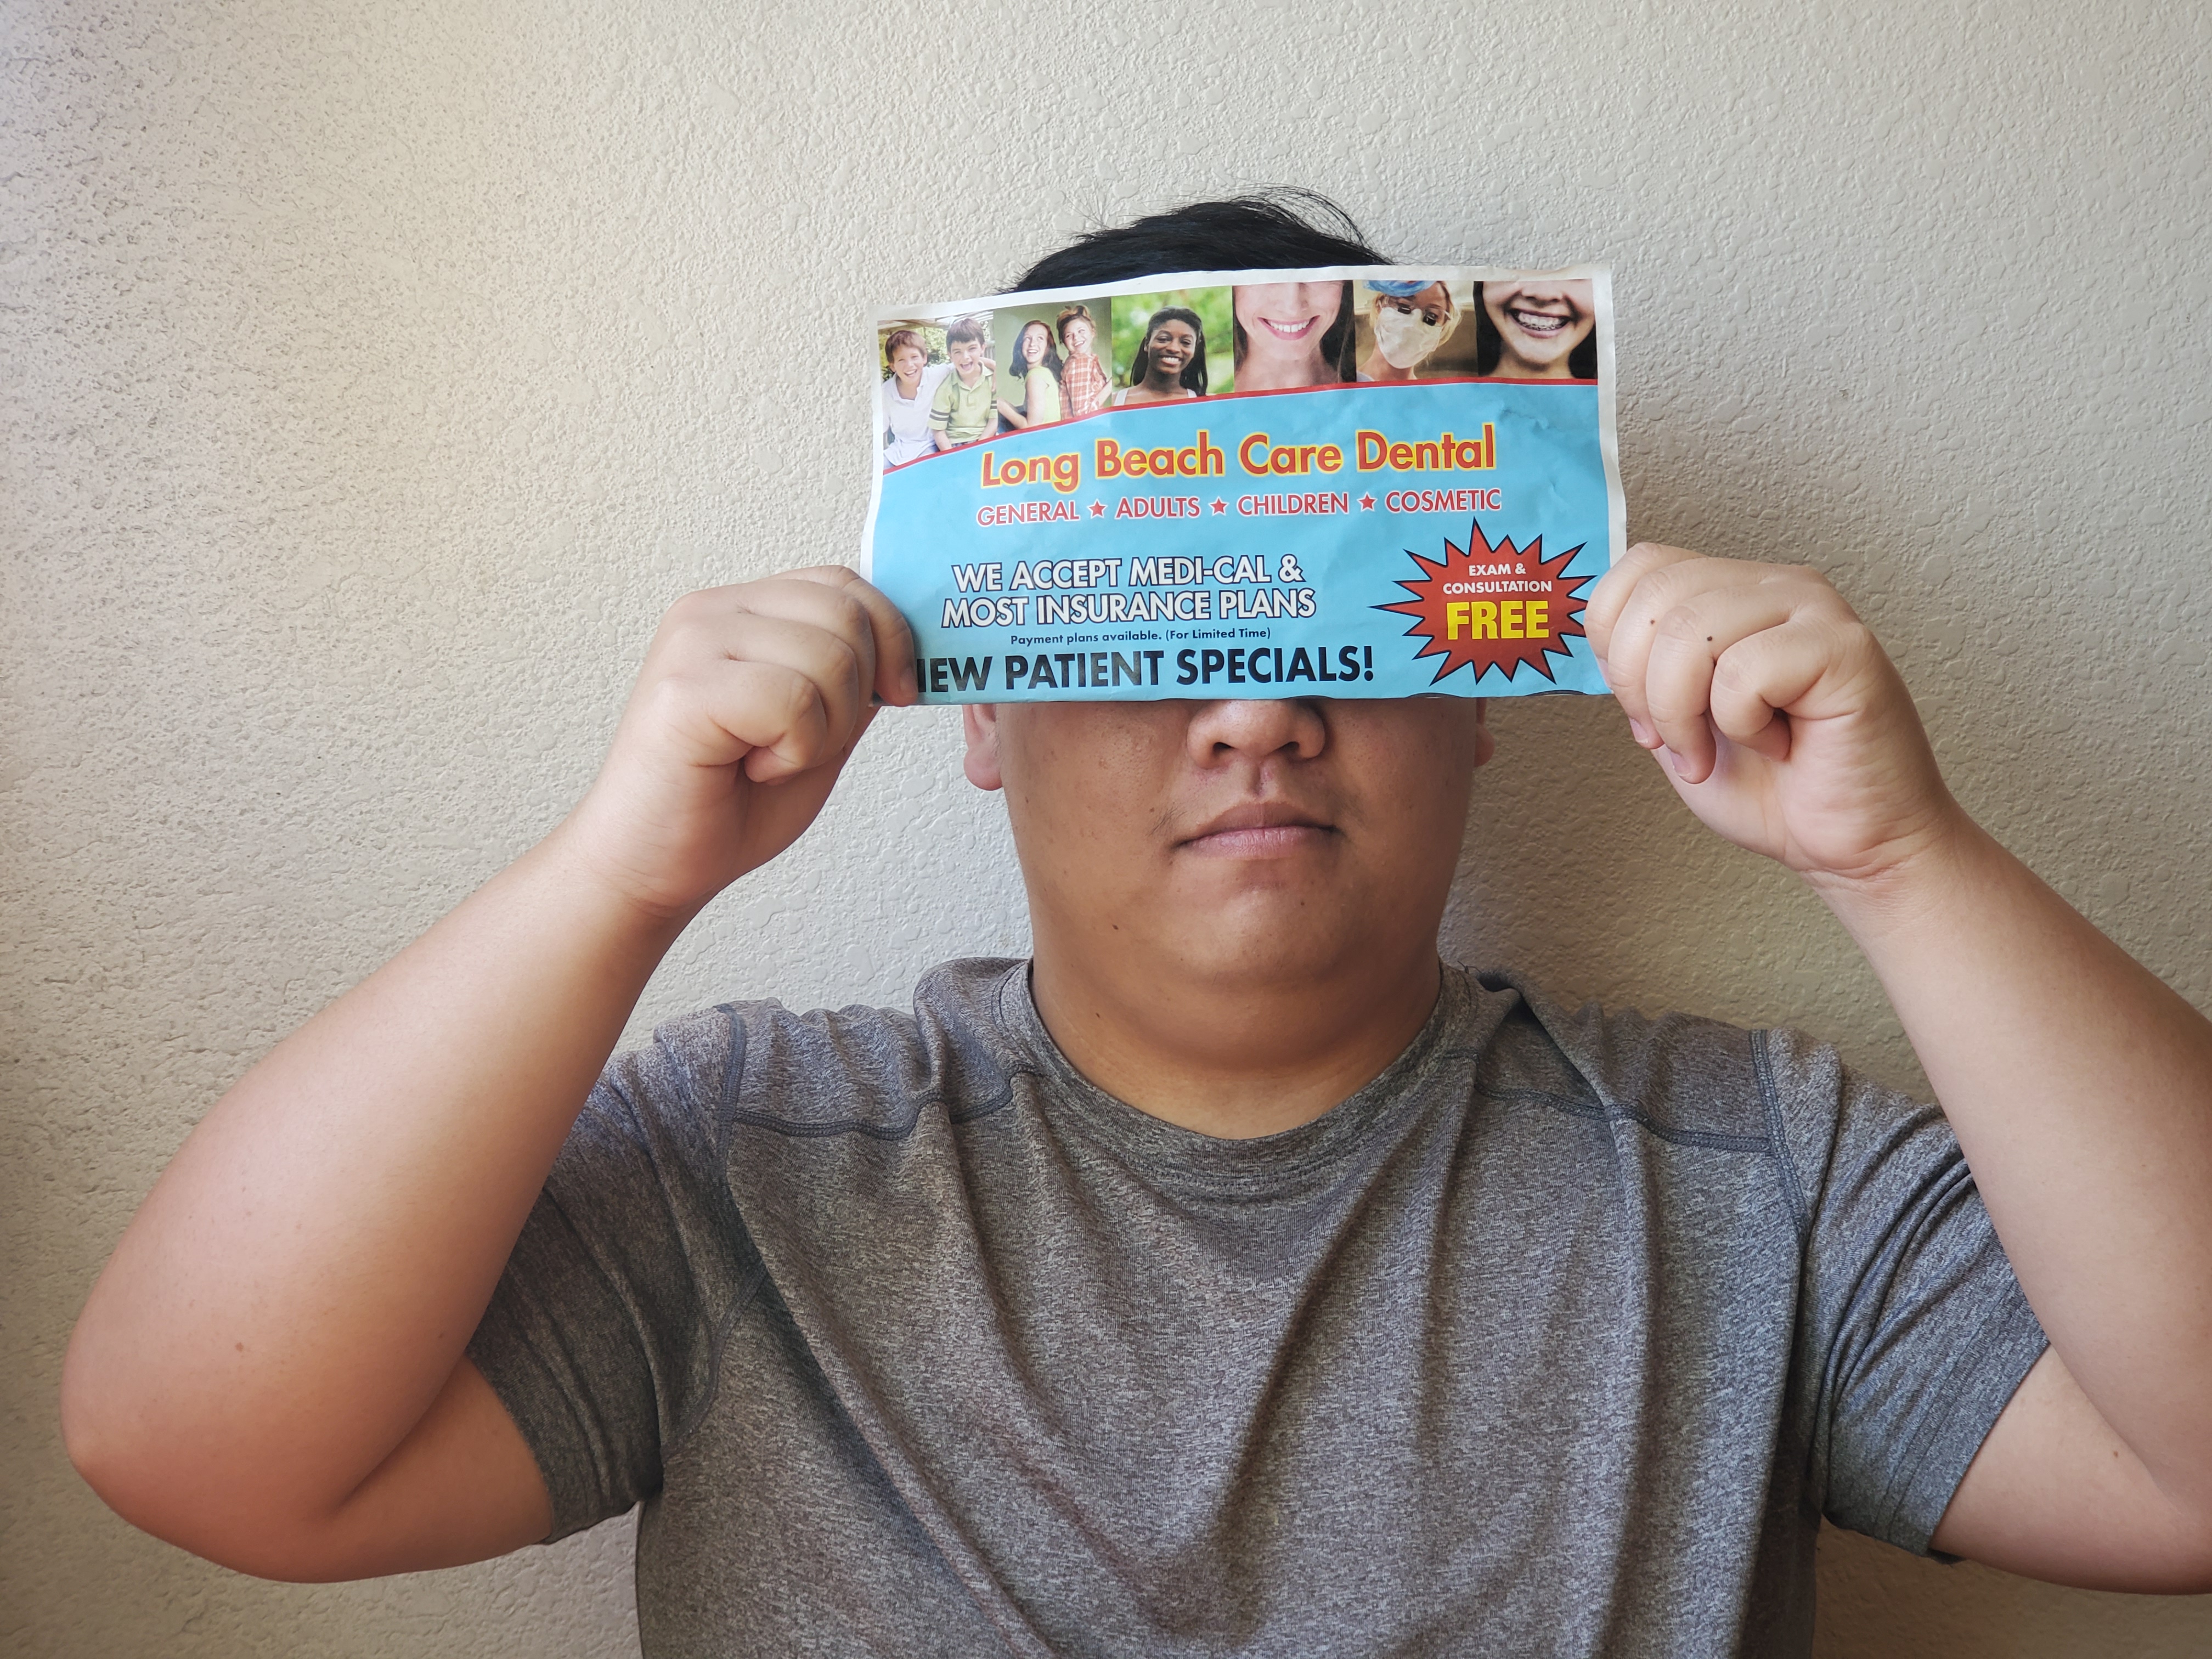 Long Beach Care Dental
GENERAL ★ ADULTS ★ CHILDREN ★ COSMETIC
WE ACCEPT MEDI-CAL &
MOST INSURANCE PLANS
Payment plans available. (For Limited Time)
IEW PATIENT SPECIALS!
EXAM &
CONSULTATION
FREE